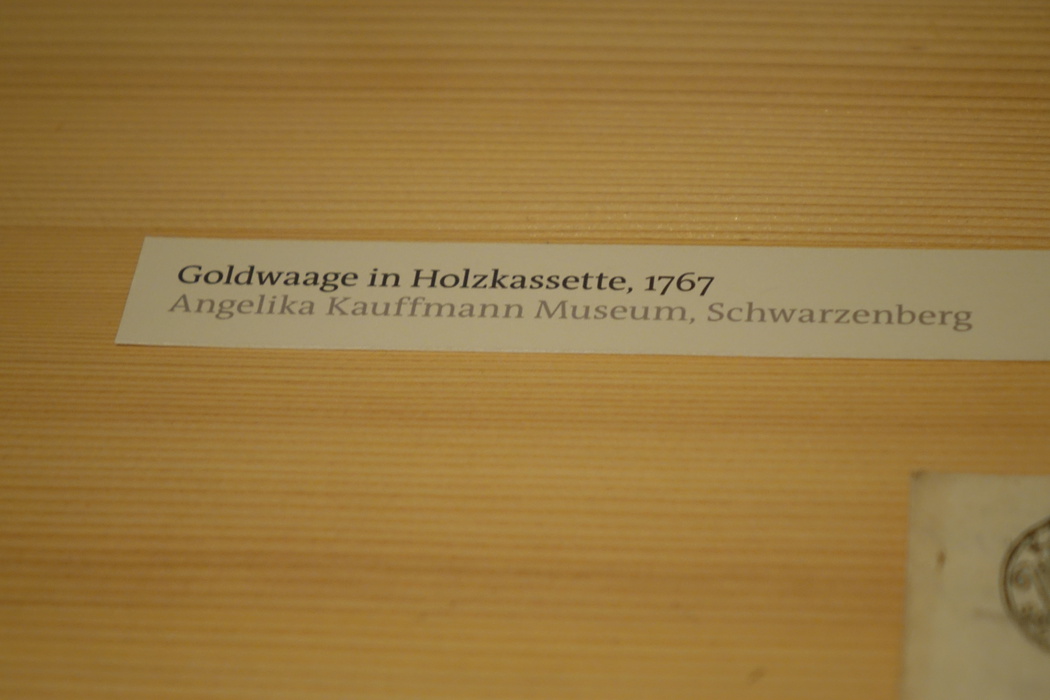 Goldwaage in Holzkassette, 1767
Angelika Kauffmann Museum, Schwarzenberg